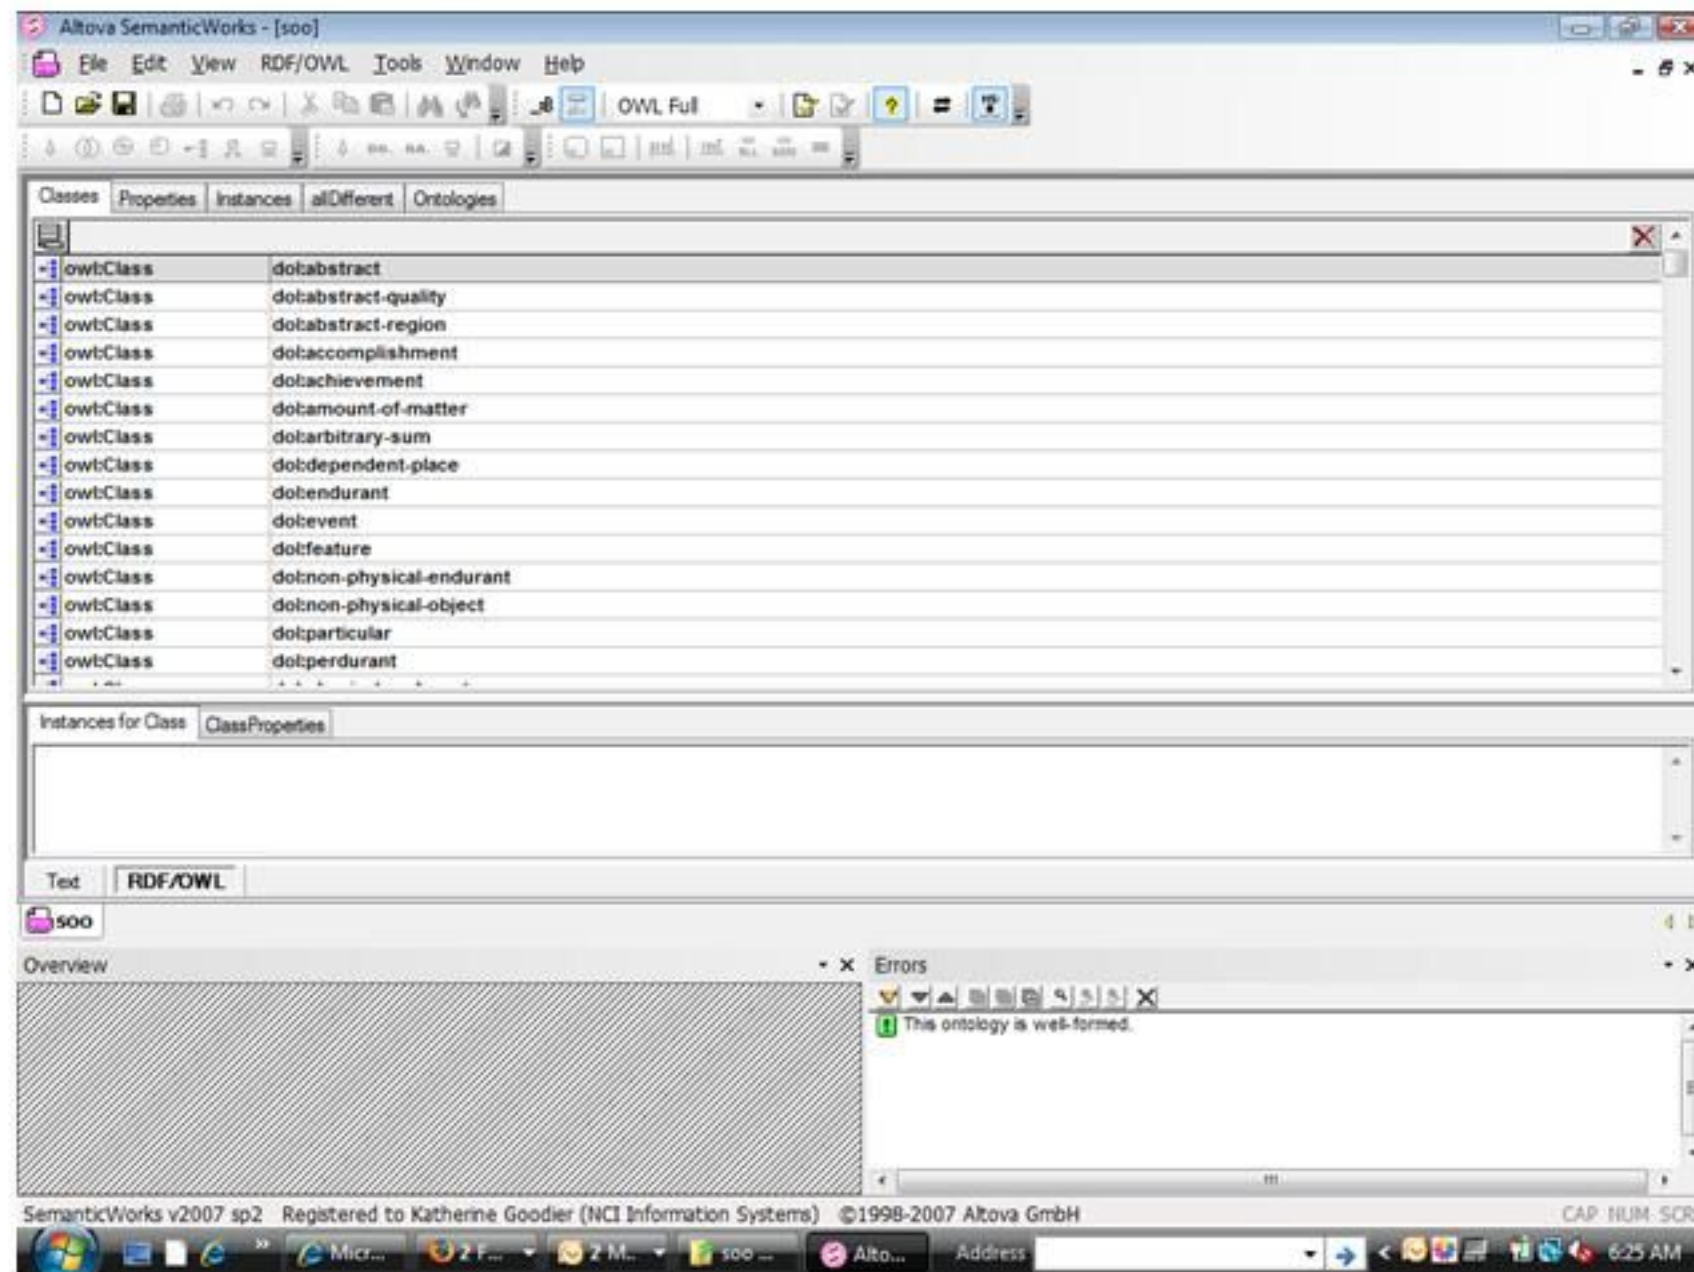 Altova SemanticWorks - [soo]
File Edit View RDF/OWL Tools Window Help
OWL Full
Classes Properties Instances allDifferent Ontologies
owl:Class dol:abstract
owl:Class dol:abstract-quality
owl:Class dol:abstract-region
owl:Class dol:accomplishment
owl:Class dol:achievement
owl:Class dol:amount-of-matter
owl:Class dol:arbitrary-sum
owl:Class dol:dependent-place
owl:Class dol:endurant
owl:Class dol:event
owl:Class dol:feature
owl:Class dol:non-physical-endurant
owl:Class dol:non-physical-object
owl:Class dol:particular
owl:Class dol:perdurant
Instances for Class ClassProperties
Text RDF/OWL
soo
Overview
Errors
This ontology is well-formed.
SemanticWorks v2007 sp2 Registered to Katherine Goodier (NCI Information Systems) ©1998-2007 Altova GmbH CAP NUM SCR
Micr... 2 F... 2 M... soo ... Alto... Address 6:25 AM